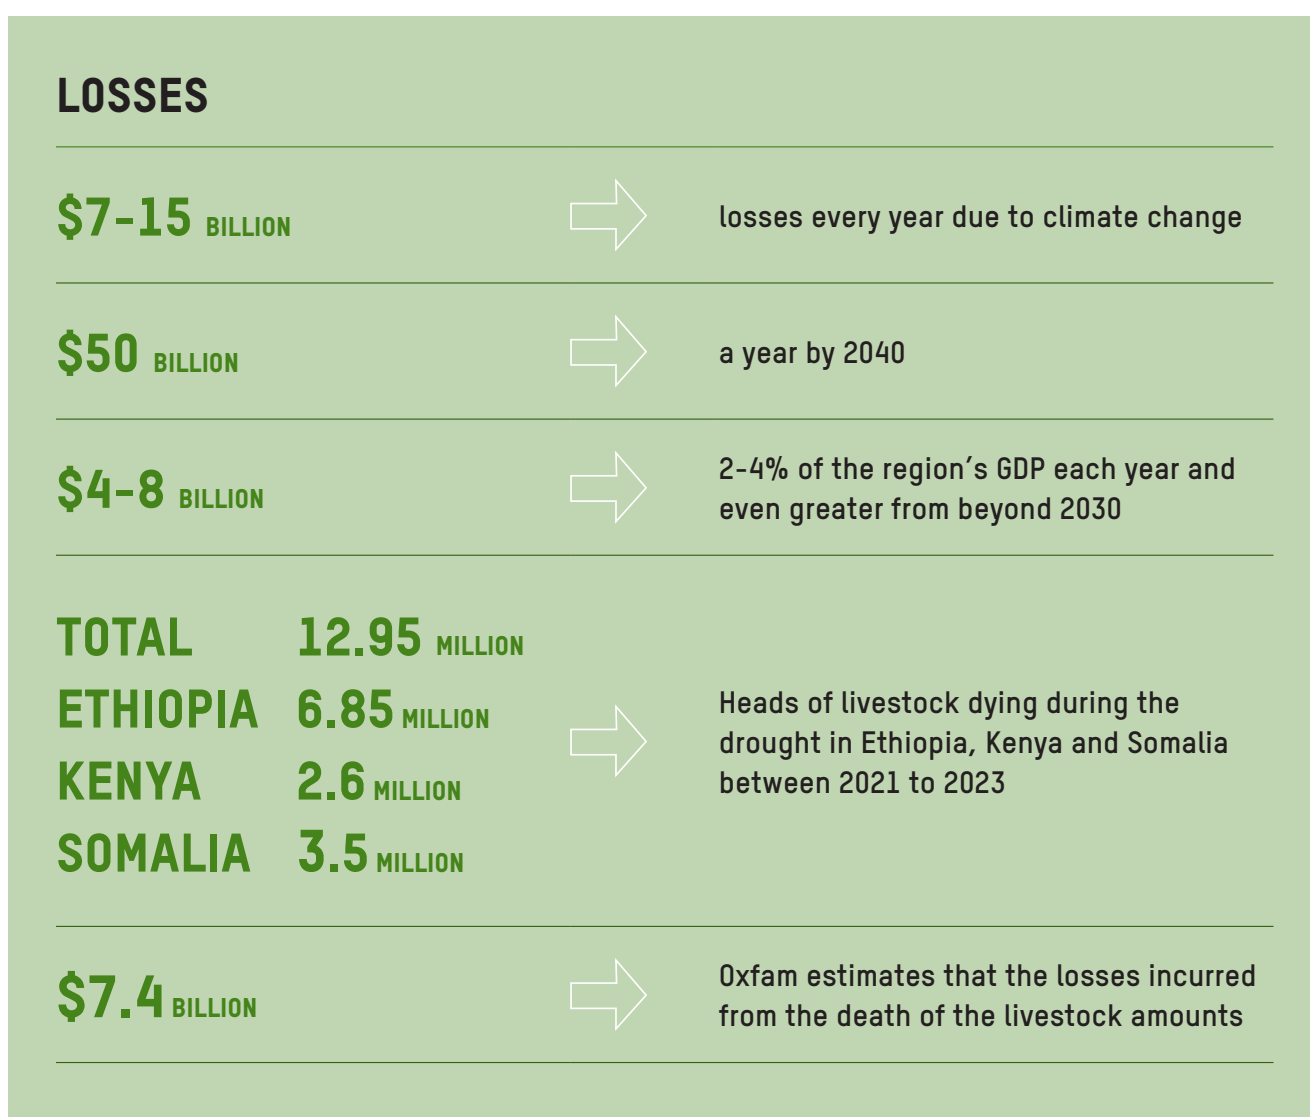 LOSSES
$7-15 BILLION
losses every year due to climate change
$50 BILLION
a year by 2040
$4-8 BILLION
2-4% of the region’s GDP each year and
even greater from beyond 2030
TOTAL 12.95 MILLION
ETHIOPIA 6.85 MILLION
KENYA 2.6 MILLION
SOMALIA 3.5 MILLION
Heads of livestock dying during the
drought in Ethiopia, Kenya and Somalia
between 2021 to 2023
$7.4 BILLION
Oxfam estimates that the losses incurred
from the death of the livestock amounts